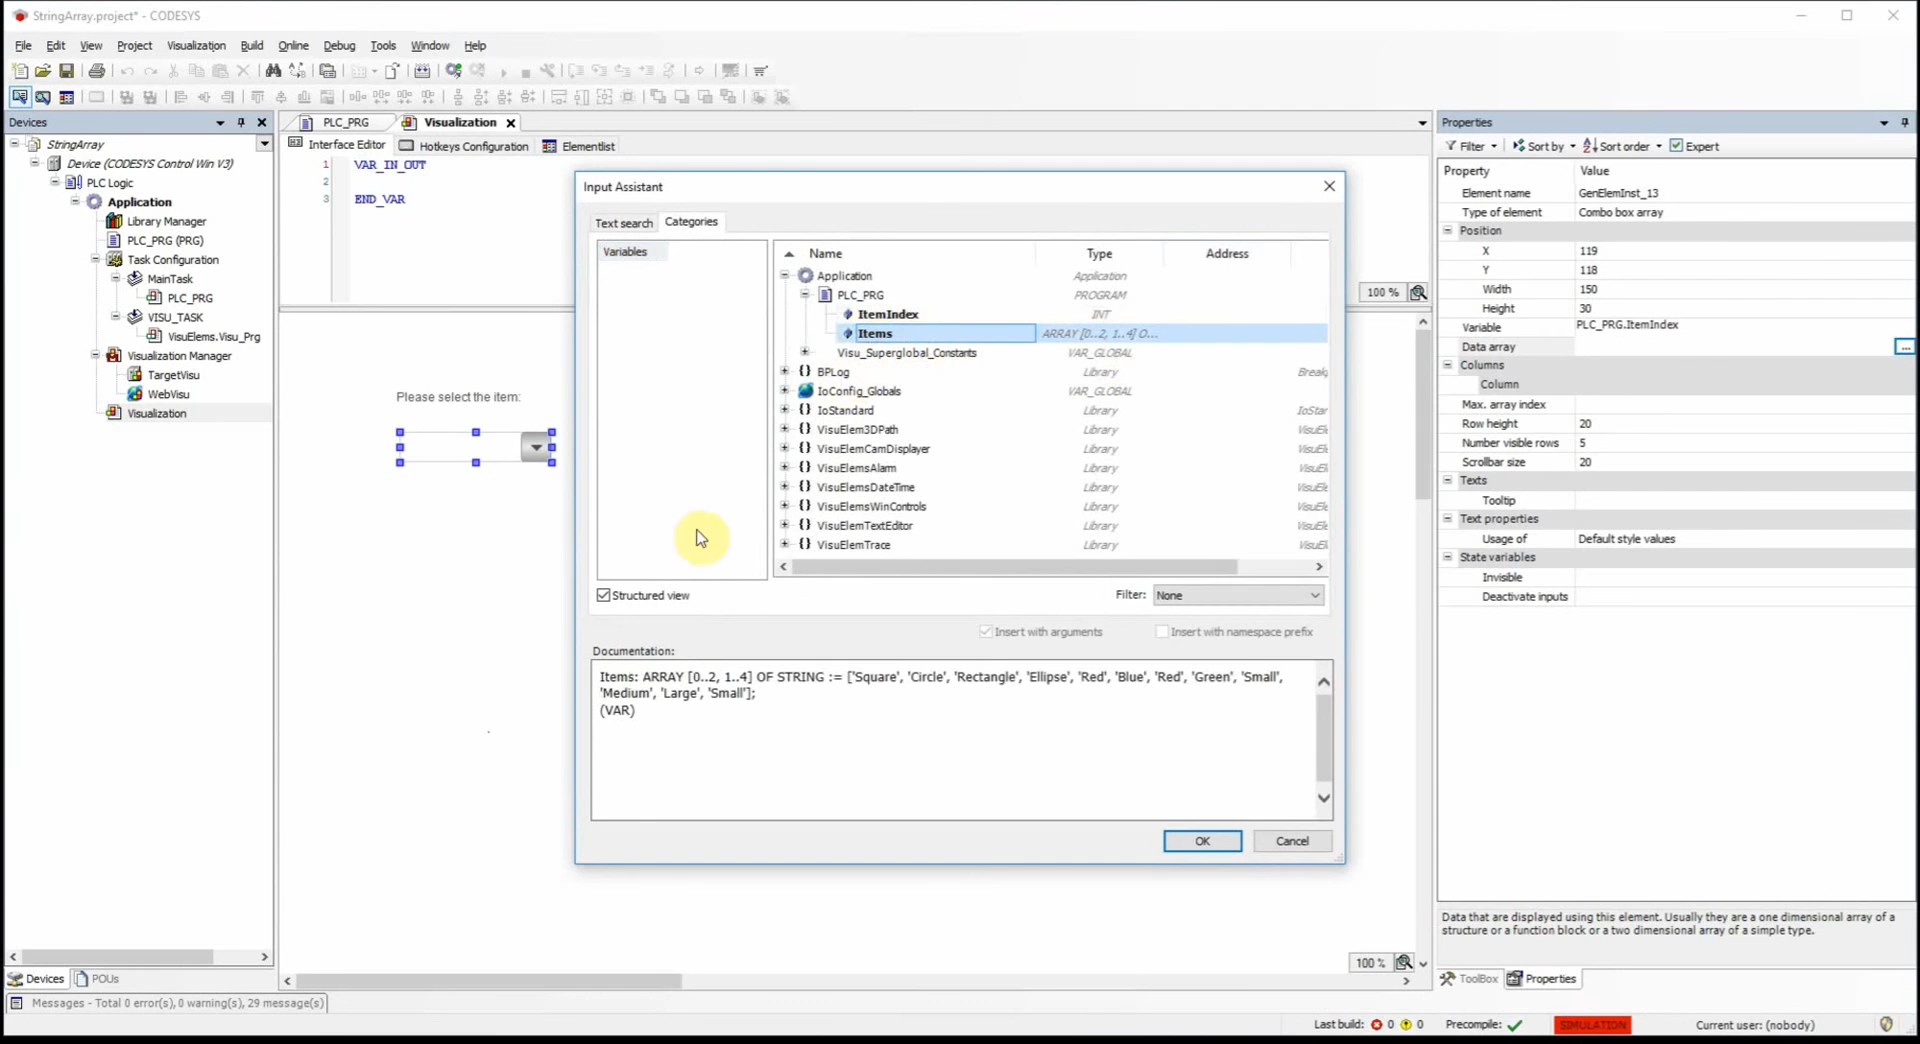 StringArray.project* - CODESYS
File Edit View Project Visualization Build Online Debug Tools Window Help
Devices
StringArray
Device (CODESYS Control Win V3)
PLC Logic
Application
Library Manager
PLC_PRG (PRG)
Task Configuration
MainTask
PLC_PRG
VISU_TASK
VisuElems.Visu_Prg
Visualization Manager
TargetVisu
WebVisu
Visualization
Devices POUs
PLC_PRG Visualization
Interface Editor Hotkeys Configuration Elementlist
1 VAR_IN_OUT
2
3 END_VAR
100 %
Please select the item:
100 %
Input Assistant
Text search Categories
Variables
Name Type Address
Application Application
PLC_PRG PROGRAM
ItemIndex INT
Items ARRAY [0..2, 1..4] O...
Visu_Superglobal_Constants VAR_GLOBAL
BPLog Library Break
IoConfig_Globals VAR_GLOBAL
IoStandard Library IoStar
VisuElem3DPath Library VisuEle
VisuElemCamDisplayer Library VisuEle
VisuElemsAlarm Library VisuEle
VisuElemsDateTime Library VisuEle
VisuElemsWinControls Library VisuEle
VisuElemTextEditor Library VisuEle
VisuElemTrace Library VisuEle
Structured view Filter: None
Insert with arguments Insert with namespace prefix
Documentation:
Items: ARRAY [0..2, 1..4] OF STRING := ['Square', 'Circle', 'Rectangle', 'Ellipse', 'Red', 'Blue', 'Red', 'Green', 'Small',
'Medium', 'Large', 'Small'];
(VAR)
OK Cancel
Properties
Filter Sort by Sort order Expert
Property Value
Element name GenElemInst_13
Type of element Combo box array
Position
X 119
Y 118
Width 150
Height 30
Variable PLC_PRG.ItemIndex
Data array ...
Columns
Column
Max. array index
Row height 20
Number visible rows 5
Scrollbar size 20
Texts
Tooltip
Text properties
Usage of Default style values
State variables
Invisible
Deactivate inputs
Data that are displayed using this element. Usually they are a one dimensional array of a
structure or a function block or a two dimensional array of a simple type.
ToolBox Properties
Messages - Total 0 error(s), 0 warning(s), 29 message(s)
Last build: 0 0 Precompile: SIMULATION Current user: (nobody)